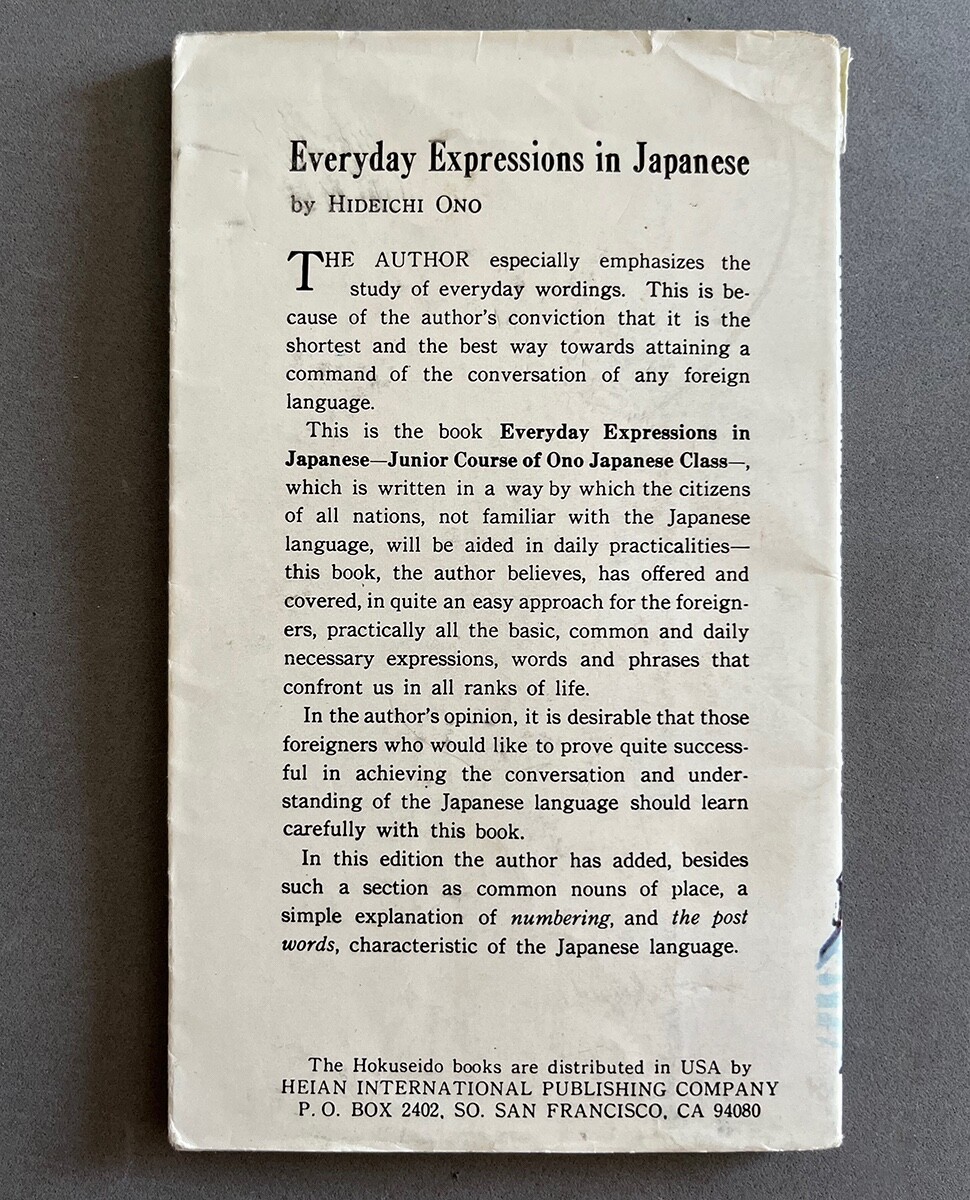 Everyday Expressions in Japanese
by HIDEICHI ONO
THE AUTHOR especially emphasizes the
study of everyday wordings. This is be-
cause of the author's conviction that it is the
shortest and the best way towards attaining a
command of the conversation of any foreign
language.
This is the book Everyday Expressions in
Japanese—Junior Course of Ono Japanese Class—,
which is written in a way by which the citizens
of all nations, not familiar with the Japanese
language, will be aided in daily practicalities—
this book, the author believes, has offered and
covered, in quite an easy approach for the foreign-
ers, practically all the basic, common and daily
necessary expressions, words and phrases that
confront us in all ranks of life.
In the author's opinion, it is desirable that those
foreigners who would like to prove quite success-
ful in achieving the conversation and under-
standing of the Japanese language should learn
carefully with this book.
In this edition the author has added, besides
such a section as common nouns of place, a
simple explanation of numbering, and the post
words, characteristic of the Japanese language.
The Hokuseido books are distributed in USA by
HEIAN INTERNATIONAL PUBLISHING COMPANY
P. O. BOX 2402, SO. SAN FRANCISCO, CA 94080